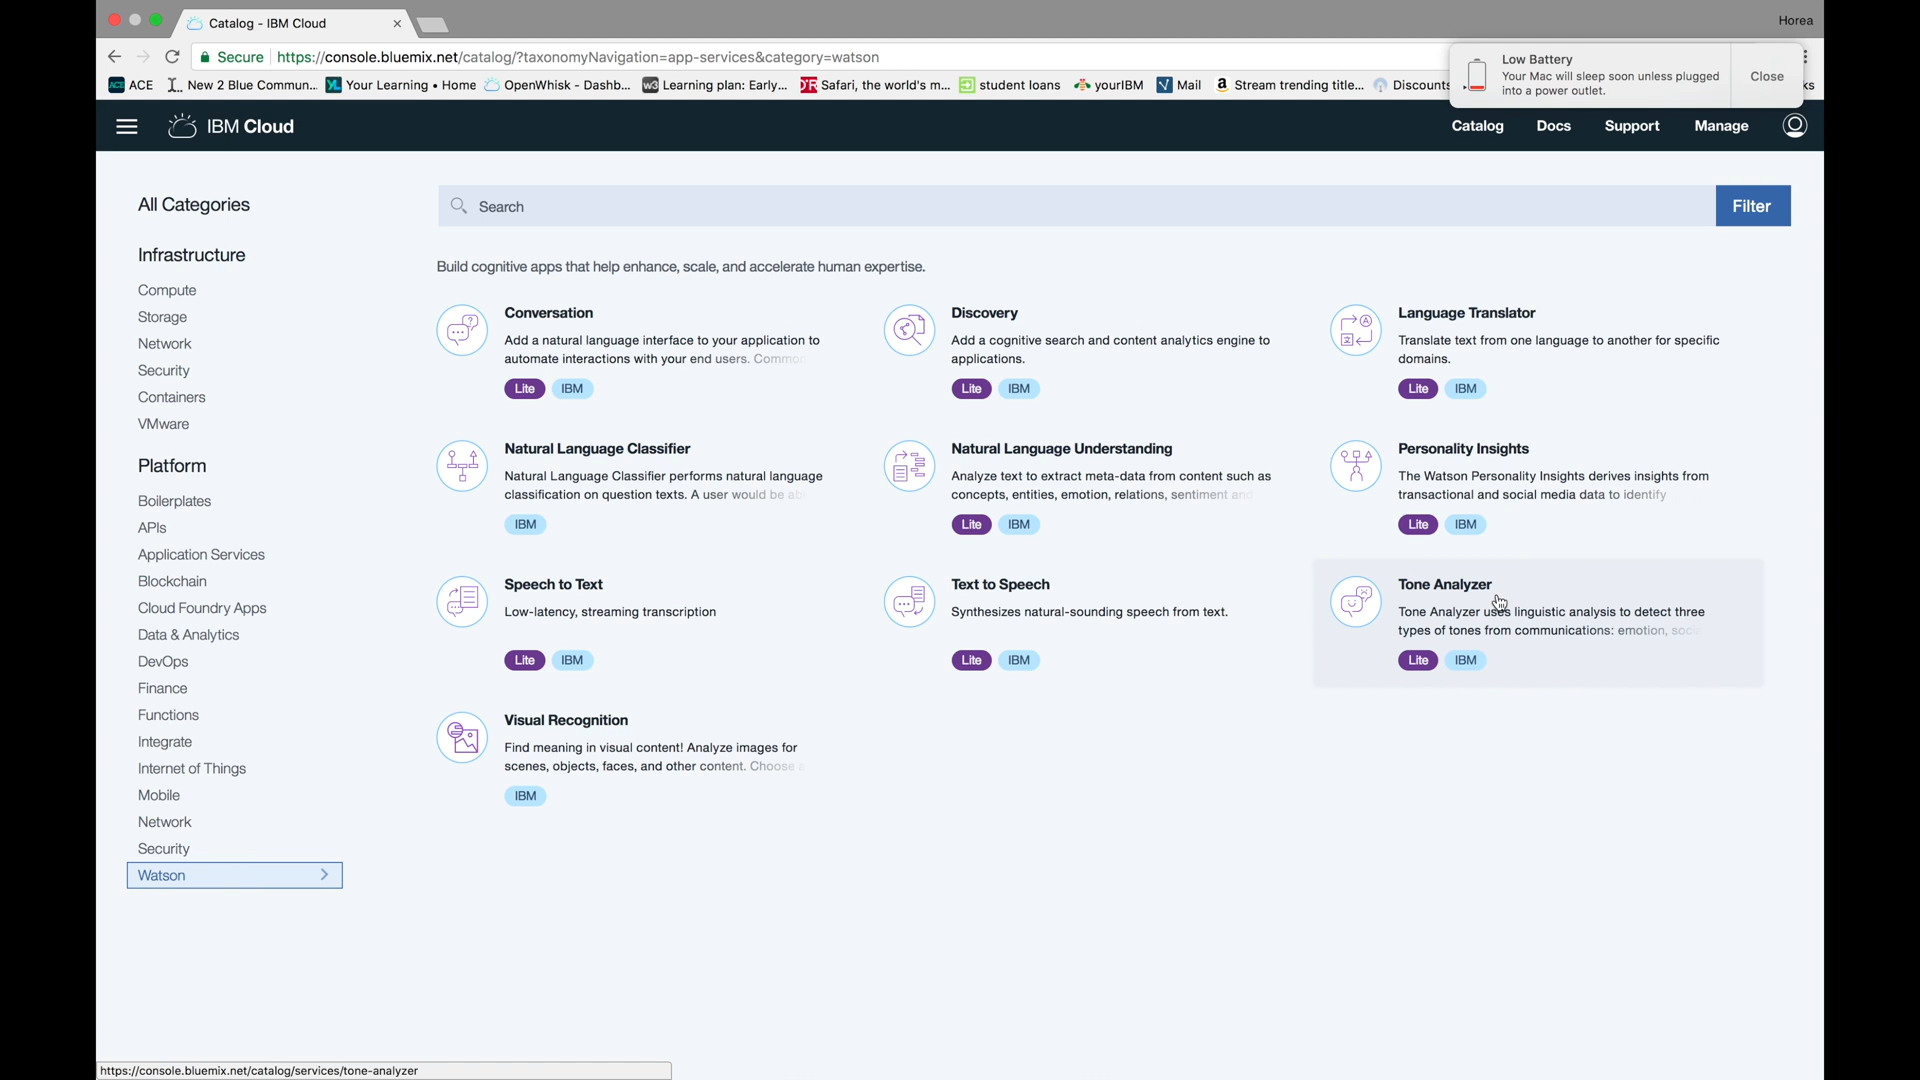 Catalog - IBM Cloud
Horea
Secure https://console.bluemix.net/catalog/?taxonomyNavigation=app-services&category=watson
Low Battery
Your Mac will sleep soon unless plugged
into a power outlet.
Close
ACE New 2 Blue Commun... Your Learning • Home OpenWhisk - Dashb... Learning plan: Early... Safari, the world's m... student loans yourIBM Mail Stream trending title... Discounts
IBM Cloud
Catalog Docs Support Manage
All Categories
Infrastructure
Compute
Storage
Network
Security
Containers
VMware
Platform
Boilerplates
APIs
Application Services
Blockchain
Cloud Foundry Apps
Data & Analytics
DevOps
Finance
Functions
Integrate
Internet of Things
Mobile
Network
Security
Watson
Search
Filter
Build cognitive apps that help enhance, scale, and accelerate human expertise.
Conversation
Add a natural language interface to your application to
automate interactions with your end users. Common
Lite IBM
Discovery
Add a cognitive search and content analytics engine to
applications.
Lite IBM
Language Translator
Translate text from one language to another for specific
domains.
Lite IBM
Natural Language Classifier
Natural Language Classifier performs natural language
classification on question texts. A user would be
IBM
Natural Language Understanding
Analyze text to extract meta-data from content such as
concepts, entities, emotion, relations, sentiment and
Lite IBM
Personality Insights
The Watson Personality Insights derives insights from
transactional and social media data to identify
Lite IBM
Speech to Text
Low-latency, streaming transcription
Lite IBM
Text to Speech
Synthesizes natural-sounding speech from text.
Lite IBM
Tone Analyzer
Tone Analyzer uses linguistic analysis to detect three
types of tones from communications: emotion,
Lite IBM
Visual Recognition
Find meaning in visual content! Analyze images for
scenes, objects, faces, and other content. Choose
IBM
https://console.bluemix.net/catalog/services/tone-analyzer